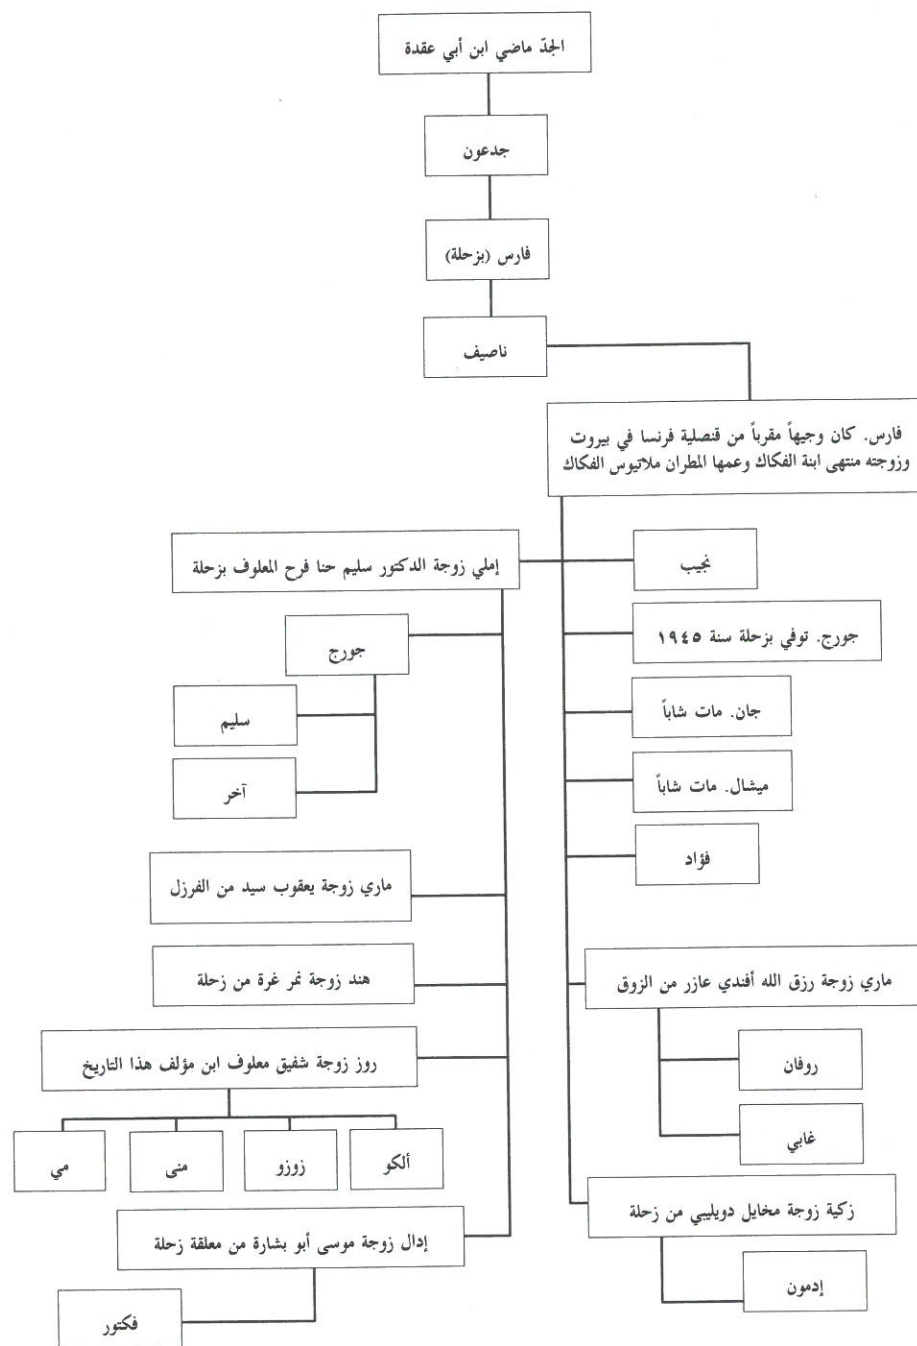 الجدّ ماضي ابن أبي عقدة
جدعون
فارس (بزحلة)
ناصيف
فارس. كان وجيهاً مقرباً من قنصلية فرنسا في بيروت
وزوجته منتهى ابنة الفكاك وعمها المطران ملاتيوس الفكاك
نجيب
جورج. توفي بزحلة سنة ١٩٤٥
جان. مات شاباً
ميشال. مات شاباً
فؤاد
ماري زوجة رزق الله أفندي عازر من الزوق
روفان
غابي
زكية زوجة مخايل دويليبي من زحلة
إدمون
إملي زوجة الدكتور سليم حنا فرح المعلوف بزحلة
جورج
سليم
آخر
ماري زوجة يعقوب سيد من الفرزل
هند زوجة نمر غرة من زحلة
روز زوجة شفيق معلوف ابن مؤلف هذا التاريخ
ألكو
زوزو
منى
مي
إدال زوجة موسى أبو بشارة من معلقة زحلة
فكتور